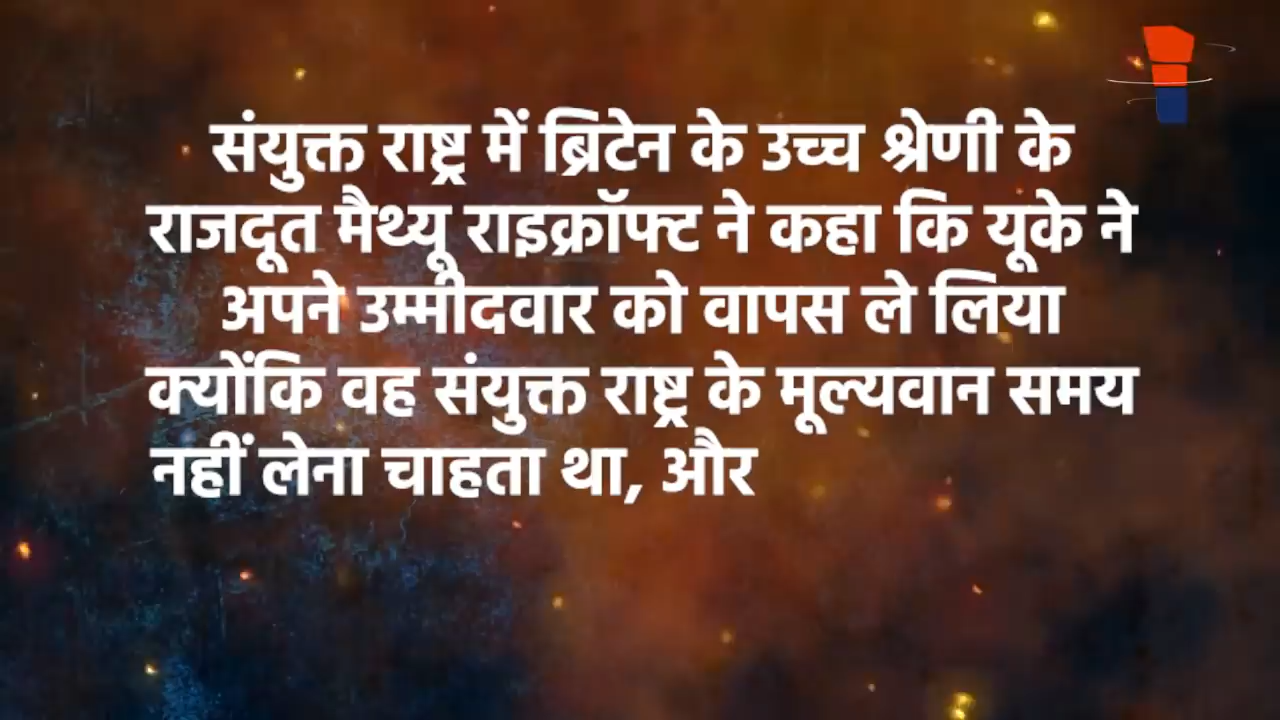 संयुक्त राष्ट्र में ब्रिटेन के उच्च श्रेणी के
राजदूत मैथ्यू राइक्रॉफ्ट ने कहा कि यूके ने
अपने उम्मीदवार को वापस ले लिया
क्योंकि वह संयुक्त राष्ट्र के मूल्यवान समय
नहीं लेना चाहता था, और